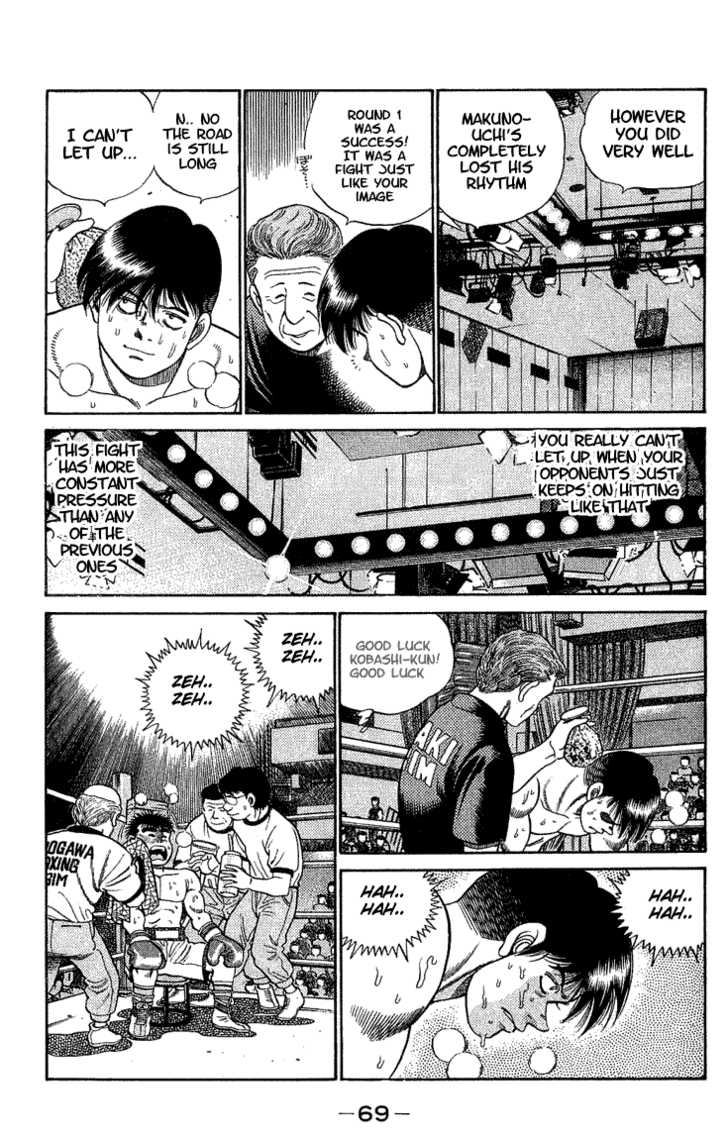 HOWEVER
YOU DID
VERY WELL
MAKUNO-
UCHI'S
COMPLETELY
LOST HIS
RHYTHM
ROUND 1
WAS A
SUCCESS!
IT WAS A
FIGHT JUST
LIKE YOUR
IMAGE
N.. NO
THE ROAD
IS STILL
LONG
I CAN'T
LET UP...
YOU REALLY CAN'T
LET UP WHEN YOUR
OPPONENTS JUST
KEEPS ON HITTING
LIKE THAT
THIS FIGHT
HAS MORE
CONSTANT
PRESSURE
THAN ANY
OF THE
PREVIOUS
ONES
GOOD LUCK
KOBASHI-KUN!
GOOD LUCK
AKI
IM
ZEH..
ZEH..
ZEH..
ZEH..
OGAWA
OXING
GIM
HAH..
HAH..
HAH..
HAH..
—69—